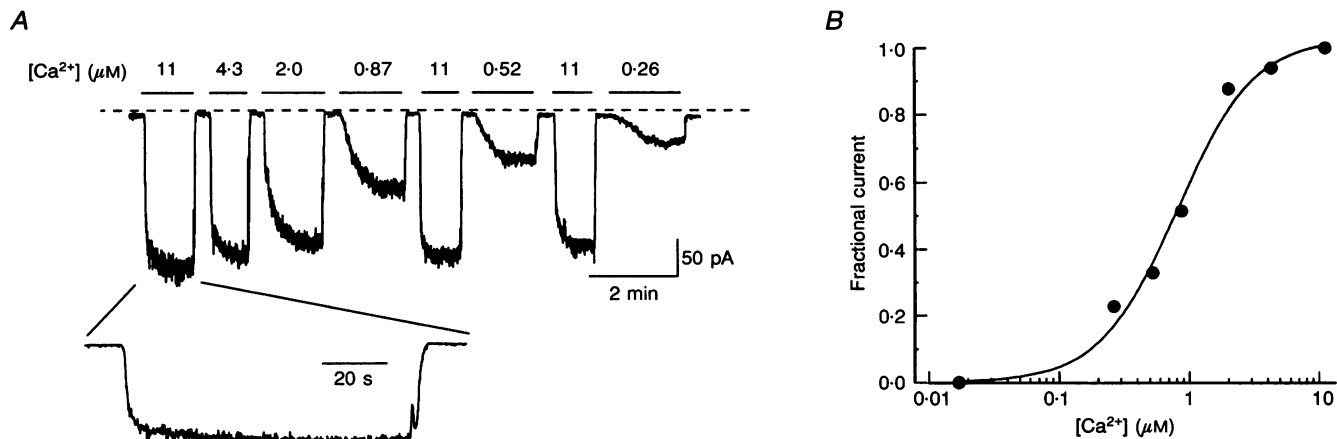 A
[Ca²⁺] (μM) 11 4·3 2·0 0·87 11 0·52 11 0·26
50 pA
2 min
20 s
B
Fractional current
1·0
0·8
0·6
0·4
0·2
0·0
0·01 0·1 1 10
[Ca²⁺] (μM)